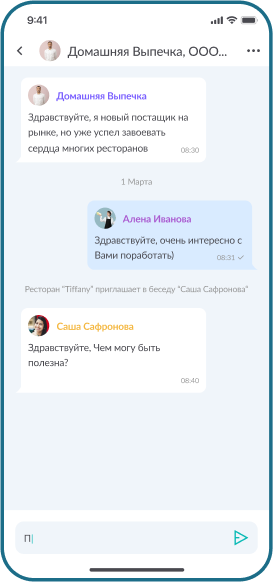 9:41
Домашняя Выпечка, ООО...
Домашняя Выпечка
Здравствуйте, я новый постащик на
рынке, но уже успел завоевать
сердца многих ресторанов
08:30
1 Марта
Алена Иванова
Здравствуйте, очень интересно с
Вами поработать)
08:31
Ресторан "Tiffany" приглашает в беседу "Саша Сафронова"
Саша Сафронова
Здравствуйте, Чем могу быть
полезна?
08:40
П